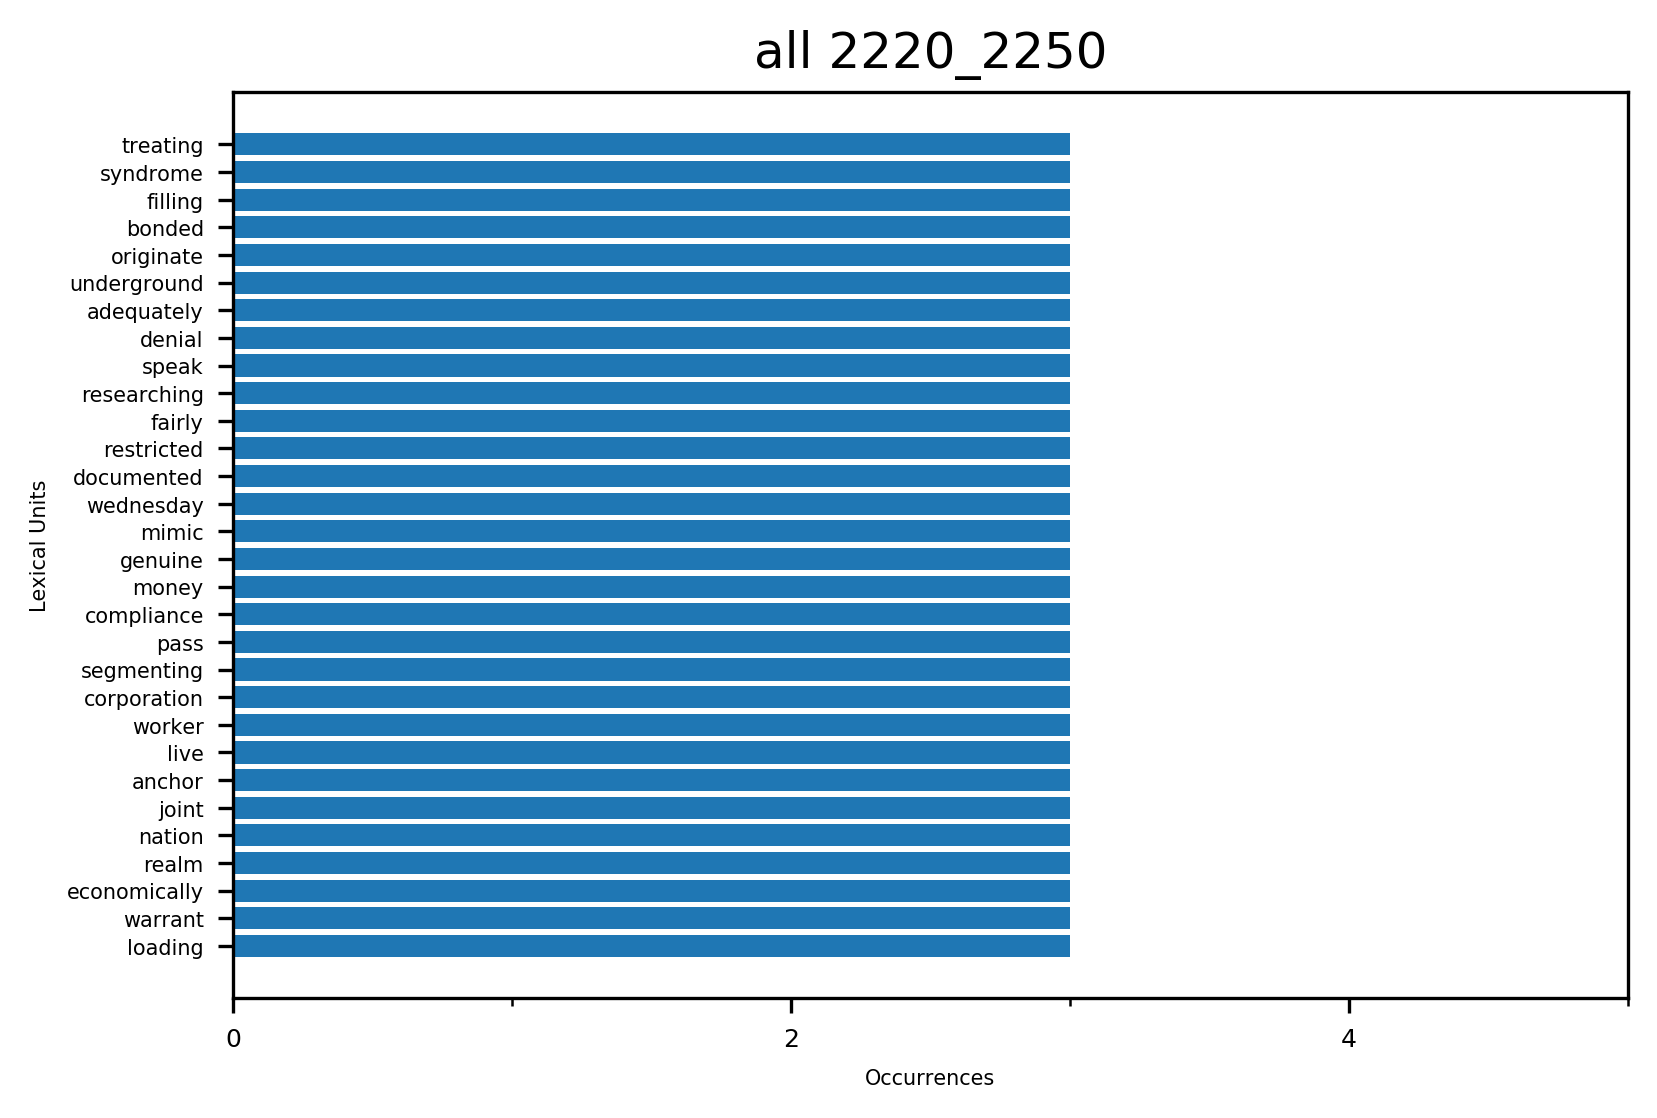 all 2220_2250
treating
syndrome
filling
bonded
originate
underground
adequately
denial
speak
researching
fairly
restricted
documented
wednesday
mimic
genuine
money
compliance
pass
segmenting
corporation
worker
live
anchor
joint
nation
realm
economically
warrant
loading
Lexical Units
0 2 4
Occurrences